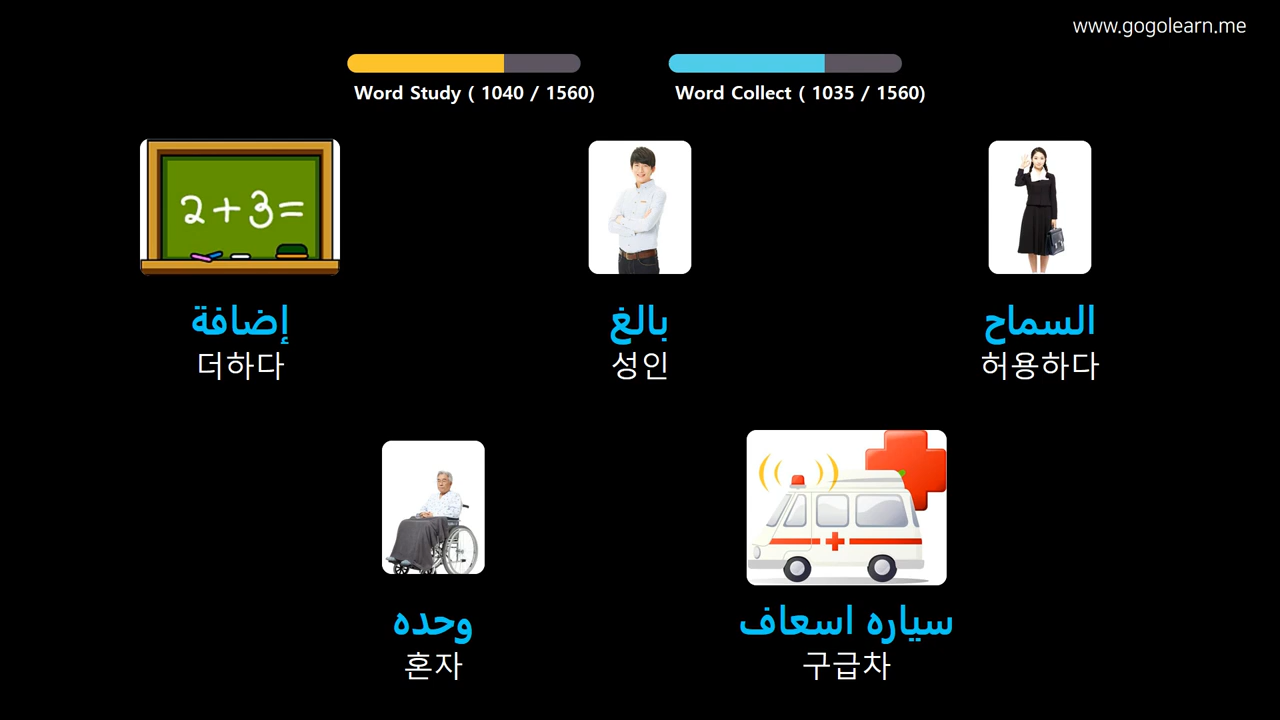 www.gogolearn.me
Word Study ( 1040 / 1560)
Word Collect ( 1035 / 1560)
2+3=
إضافة
더하다
بالغ
성인
السماح
허용하다
وحده
혼자
سياره اسعاف
구급차